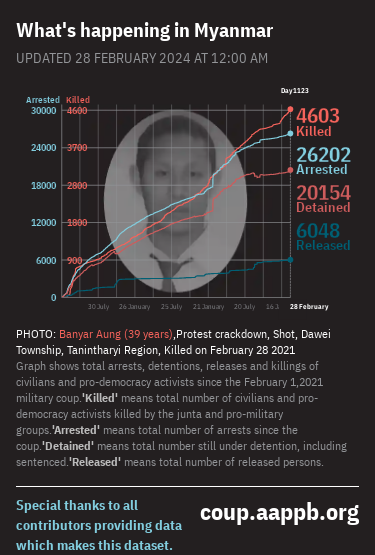 What's happening in Myanmar
UPDATED 28 FEBRUARY 2024 AT 12:00 AM
Day1123
Arrested Killed
30000 4600
24000 3700
18000 2800
12000 1800
6000 900
0
4603
Killed
26202
Arrested
20154
Detained
6048
Released
30 July 26 January 25 July 21 January 20 July 16 J 28 February
PHOTO: Banyar Aung (39 years),Protest crackdown, Shot, Dawei
Township, Tanintharyi Region, Killed on February 28 2021
Graph shows total arrests, detentions, releases and killings of
civilians and pro-democracy activists since the February 1,2021
military coup.'Killed' means total number of civilians and pro-
democracy activists killed by the junta and pro-military
groups.'Arrested' means total number of arrests since the
coup.'Detained' means total number still under detention, including
sentenced.'Released' means total number of released persons.
Special thanks to all
contributors providing data
which makes this dataset.
coup.aappb.org